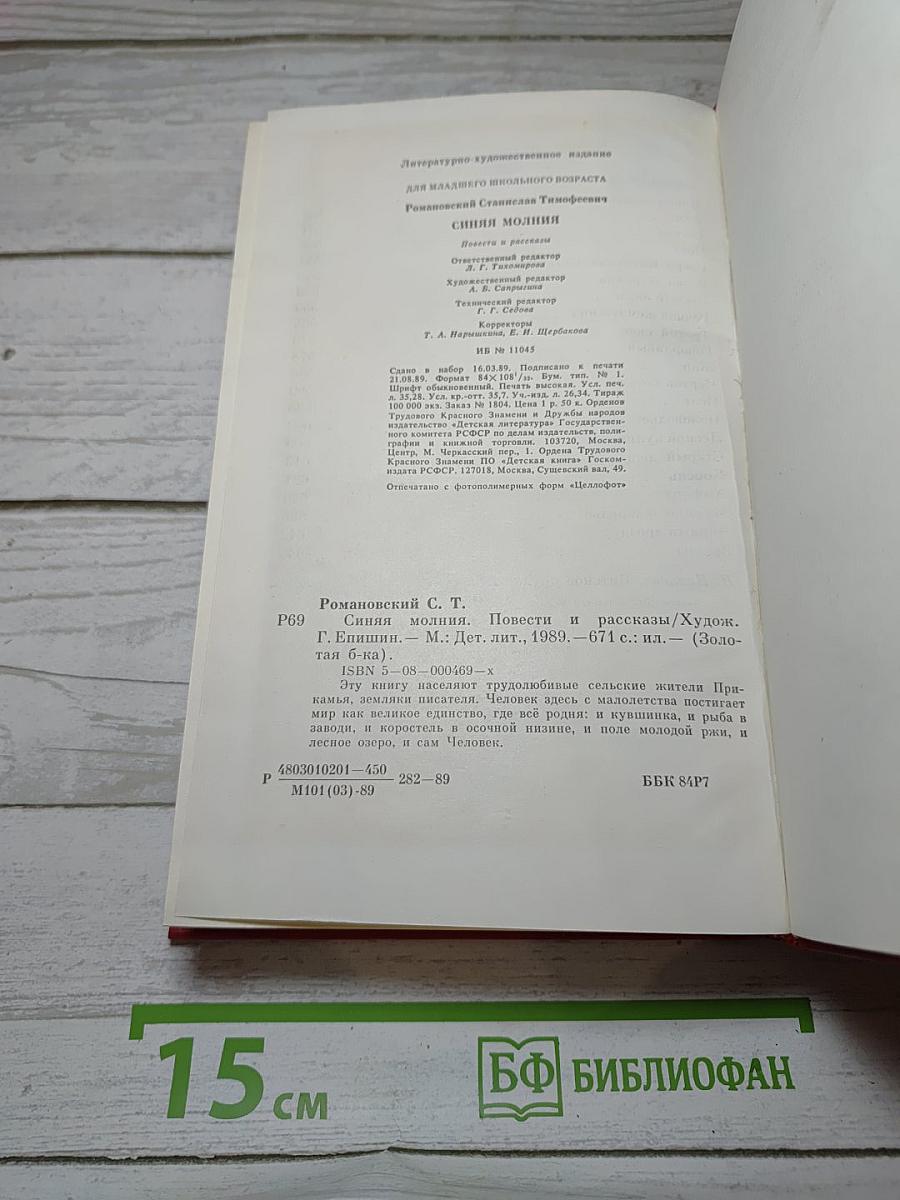 Литературно-художественное издание
ДЛЯ МЛАДШЕГО ШКОЛЬНОГО ВОЗРАСТА
Романовский Станислав Тимофеевич
СИНЯЯ МОЛНИЯ
Повести и рассказы
Ответственный редактор
Л. Г. Тихомирова
Художественный редактор
А. Б. Сапрыгина
Технический редактор
Г. Г. Седова
Корректоры
Т. А. Нарышкина, Е. И. Щербакова
ИБ № 11045
Сдано в набор 16.03.89. Подписано к печати
21.08.89. Формат 84×108¹/₃₂. Бум. тип. № 1.
Шрифт обыкновенный. Печать высокая. Усл. печ.
л. 35,28. Усл. кр.-отт. 35,7. Уч.-изд. л. 26,34. Тираж
100 000 экз. Заказ № 1804. Цена 1 р. 50 к. Орденов
Трудового Красного Знамени и Дружбы народов
издательство «Детская литература» Государствен-
ного комитета РСФСР по делам издательств, поли-
графии и книжной торговли. 103720, Москва,
Центр, М. Черкасский пер., 1. Ордена Трудового
Красного Знамени ПО «Детская книга» Госком-
издата РСФСР. 127018, Москва, Сущевский вал, 49.
Отпечатано с фотополимерных форм «Целлофот»
Романовский С. Т.
Р69 Синяя молния. Повести и рассказы/Худож.
Г. Епишин.— М.: Дет. лит., 1989.—671 с.: ил.— (Золо-
тая б-ка).
ISBN 5—08—000469—х
Эту книгу населяют трудолюбивые сельские жители При-
камья, земляки писателя. Человек здесь с малолетства постигает
мир как великое единство, где всё родня: и кувшинка, и рыба в
заводи, и коростель в осочной низине, и поле молодой ржи, и
лесное озеро, и сам Человек.
Р 4803010201—450 282—89
М101(03)-89
ББК 84Р7
15 см
БФ БИБЛИОФАН